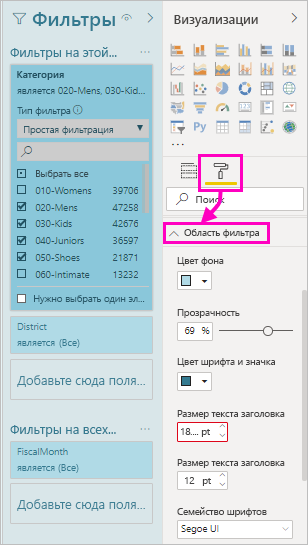 Фильтры
Фильтры на этой...
Категория
является 020-Mens, 030-Kid...
Тип фильтра
Простая фильтрация
Выбрать все
010-Womens 39706
020-Mens 47258
030-Kids 42676
040-Juniors 36597
050-Shoes 21871
060-Intimate 13232
Нужно выбрать один эл...
District
является (Все)
Добавьте сюда поля...
Фильтры на всех...
FiscalMonth
является (Все)
Добавьте сюда поля...
Визуализации
Py
...
Поиск
Область фильтра
Цвет фона
Прозрачность
69 %
Цвет шрифта и значка
Размер текста заголовка
18.... pt
Размер текста заголовка
12 pt
Семейство шрифтов
Segoe UI